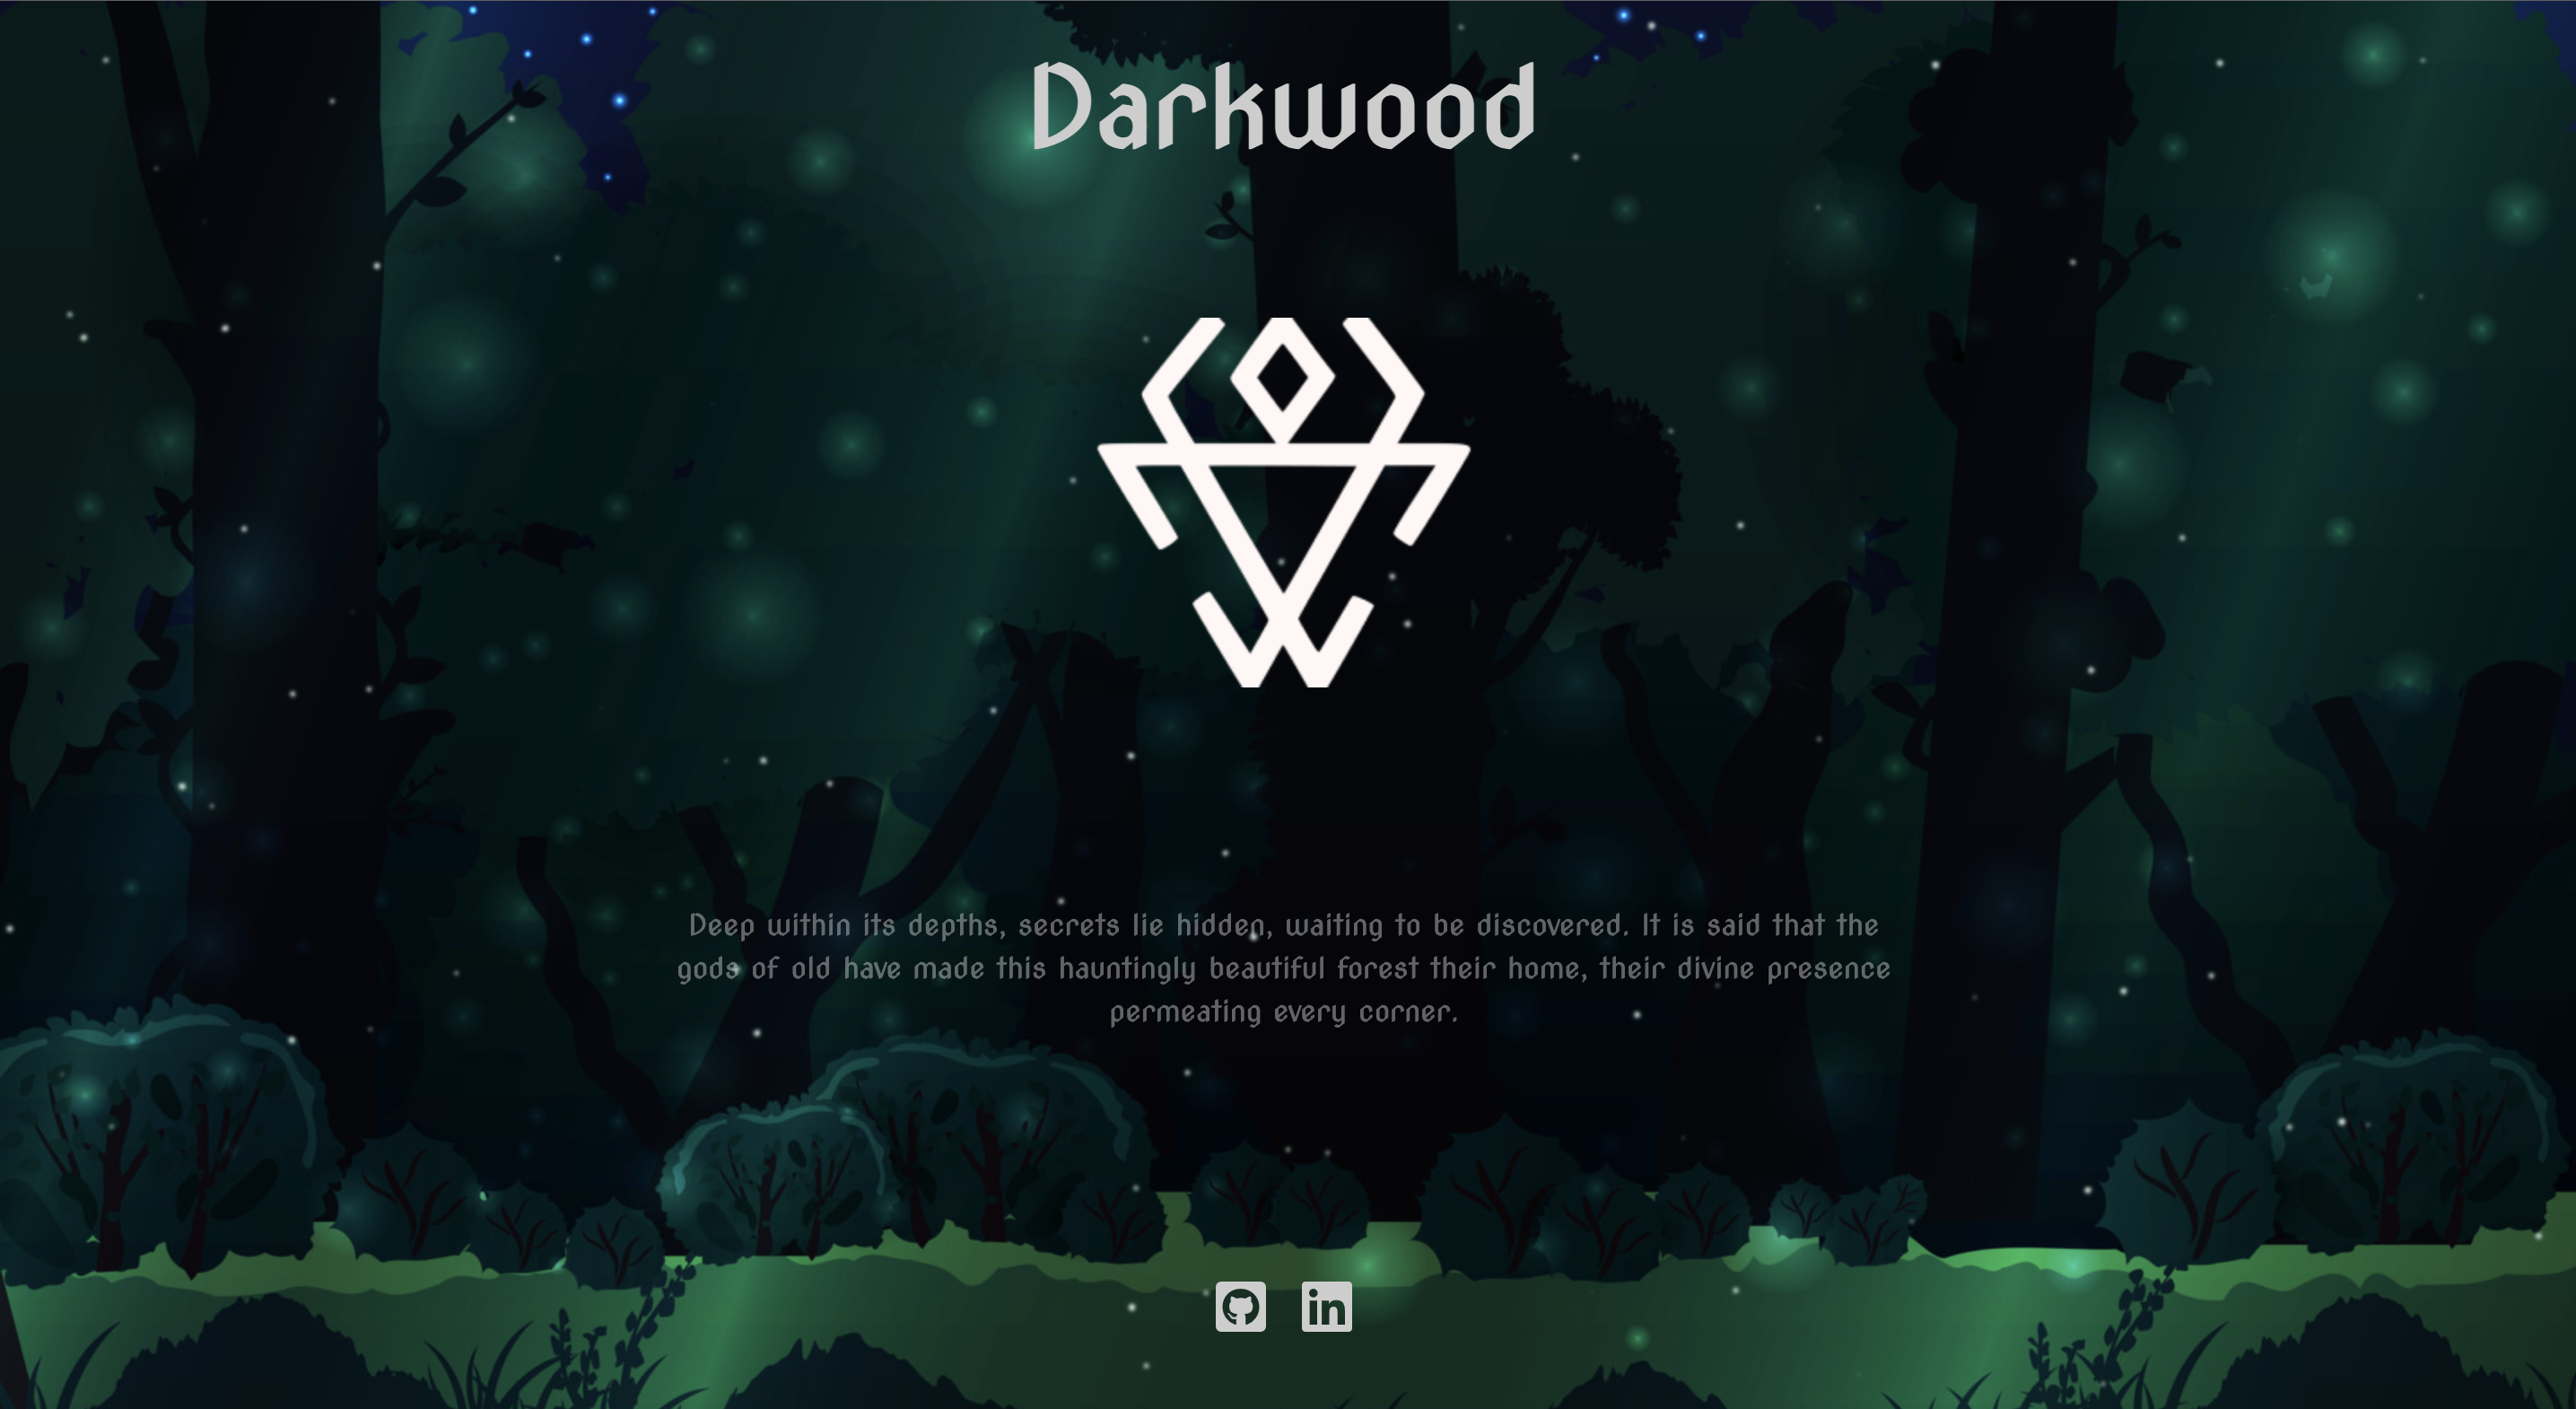 Darkwood
Deep within its depths, secrets lie hidden, waiting to be discovered. It is said that the
gods of old have made this hauntingly beautiful forest their home, their divine presence
permeating every corner.
in